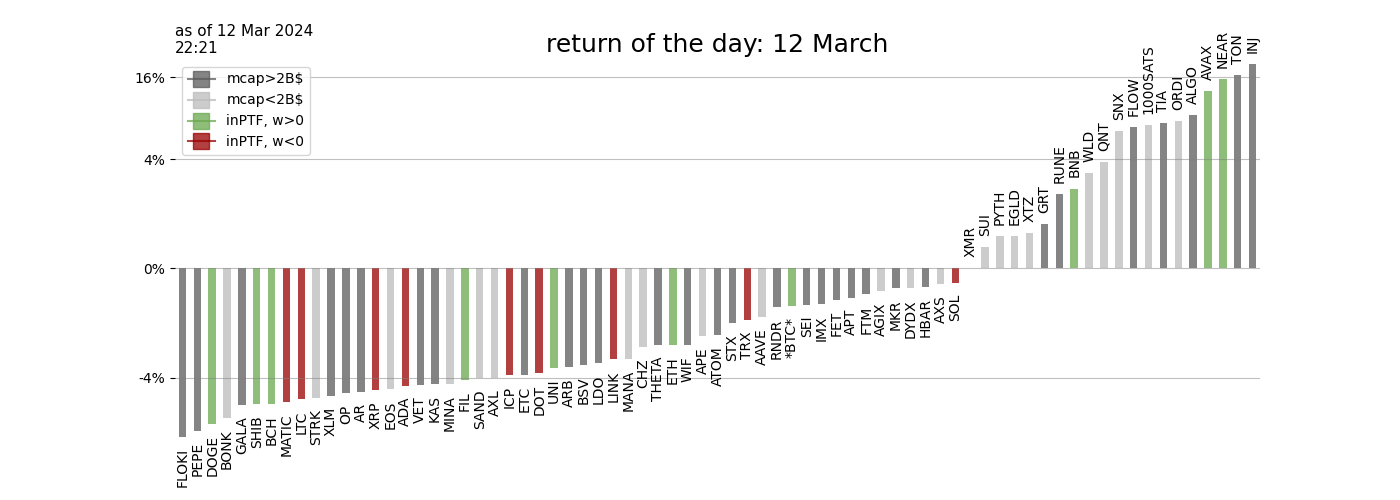 as of 12 Mar 2024
22:21
return of the day: 12 March
mcap>2B$
mcap<2B$
inPTF, w>0
inPTF, w<0
16%
4%
0%
-4%
FLOKI
PEPE
DOGE
BONK
GALA
SHIB
BCH
MATIC
LTC
STRK
XLM
OP
AR
XRP
EOS
ADA
VET
KAS
MINA
FIL
SAND
AXL
ICP
ETC
DOT
UNI
ARB
BSV
LDO
LINK
MANA
CHZ
THETA
ETH
WIF
APE
ATOM
STX
TRX
AAVE
RNDR
*BTC*
SEI
IMX
FET
APT
FTM
AGIX
MKR
DYDX
HBAR
AXS
SOL
XMR
SUI
PYTH
EGLD
XTZ
GRT
RUNE
BNB
WLD
QNT
SNX
FLOW
1000SATS
TIA
ORDI
ALGO
AVAX
NEAR
TON
INJ